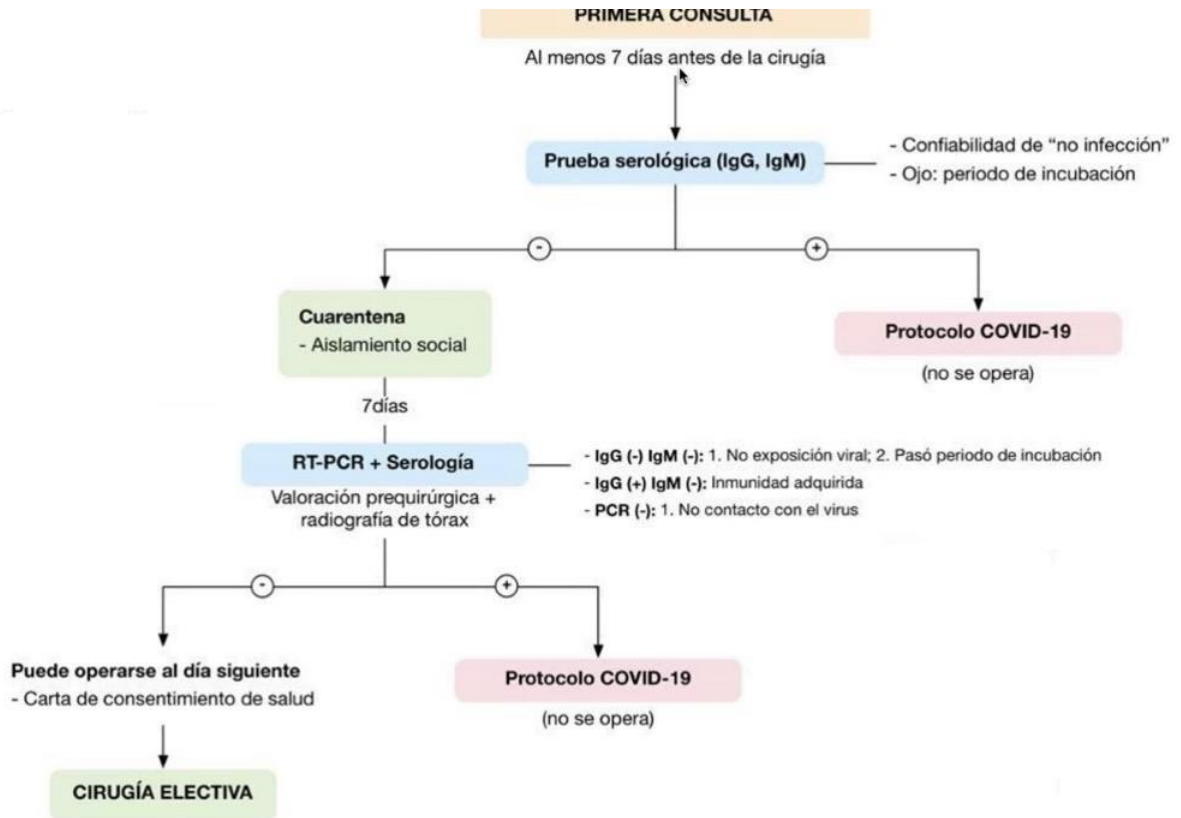 PRIMERA CONSULTA
Al menos 7 días antes de la cirugía
Prueba serológica (IgG, IgM)
- Confiabilidad de “no infección”
- Ojo: periodo de incubación
-
+
Cuarentena
- Aislamiento social
Protocolo COVID-19
(no se opera)
7días
RT-PCR + Serología
Valoración prequirúrgica +
radiografía de tórax
- IgG (-) IgM (-): 1. No exposición viral; 2. Pasó periodo de incubación
- IgG (+) IgM (-): Inmunidad adquirida
- PCR (-): 1. No contacto con el virus
-
+
Puede operarse al día siguiente
- Carta de consentimiento de salud
Protocolo COVID-19
(no se opera)
CIRUGÍA ELECTIVA